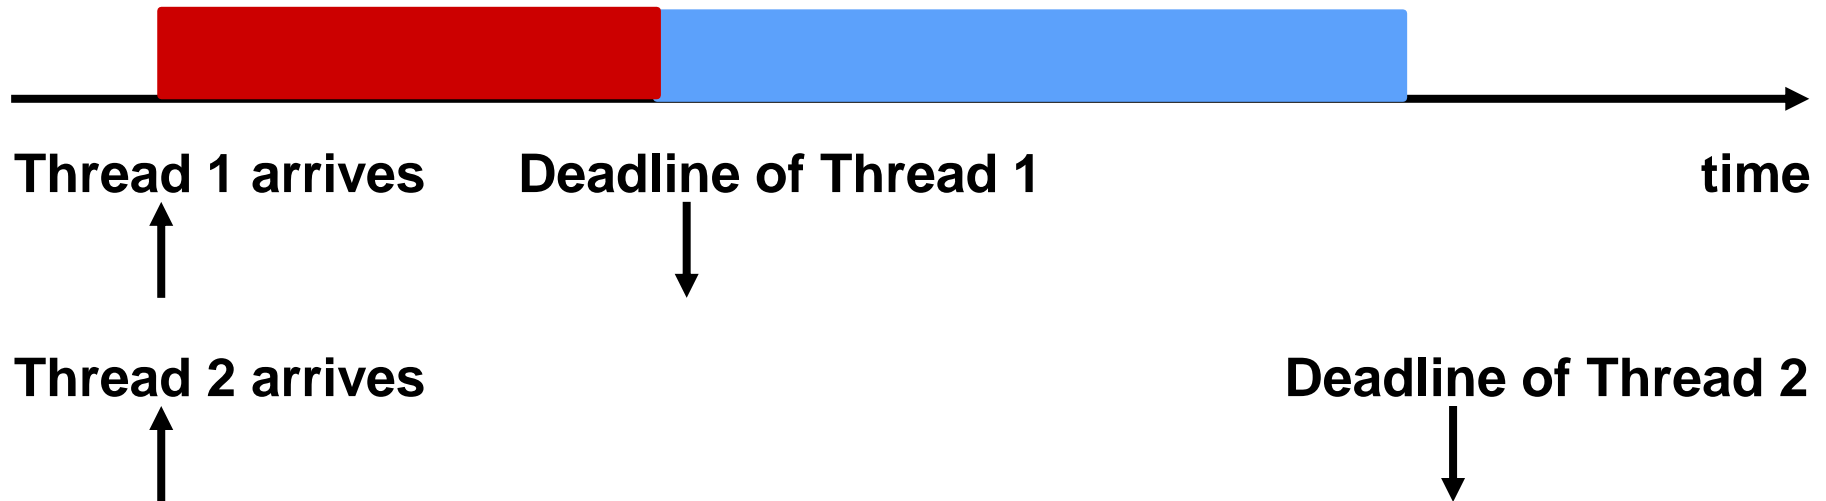 Thread 1 arrives
Deadline of Thread 1
time
Thread 2 arrives
Deadline of Thread 2